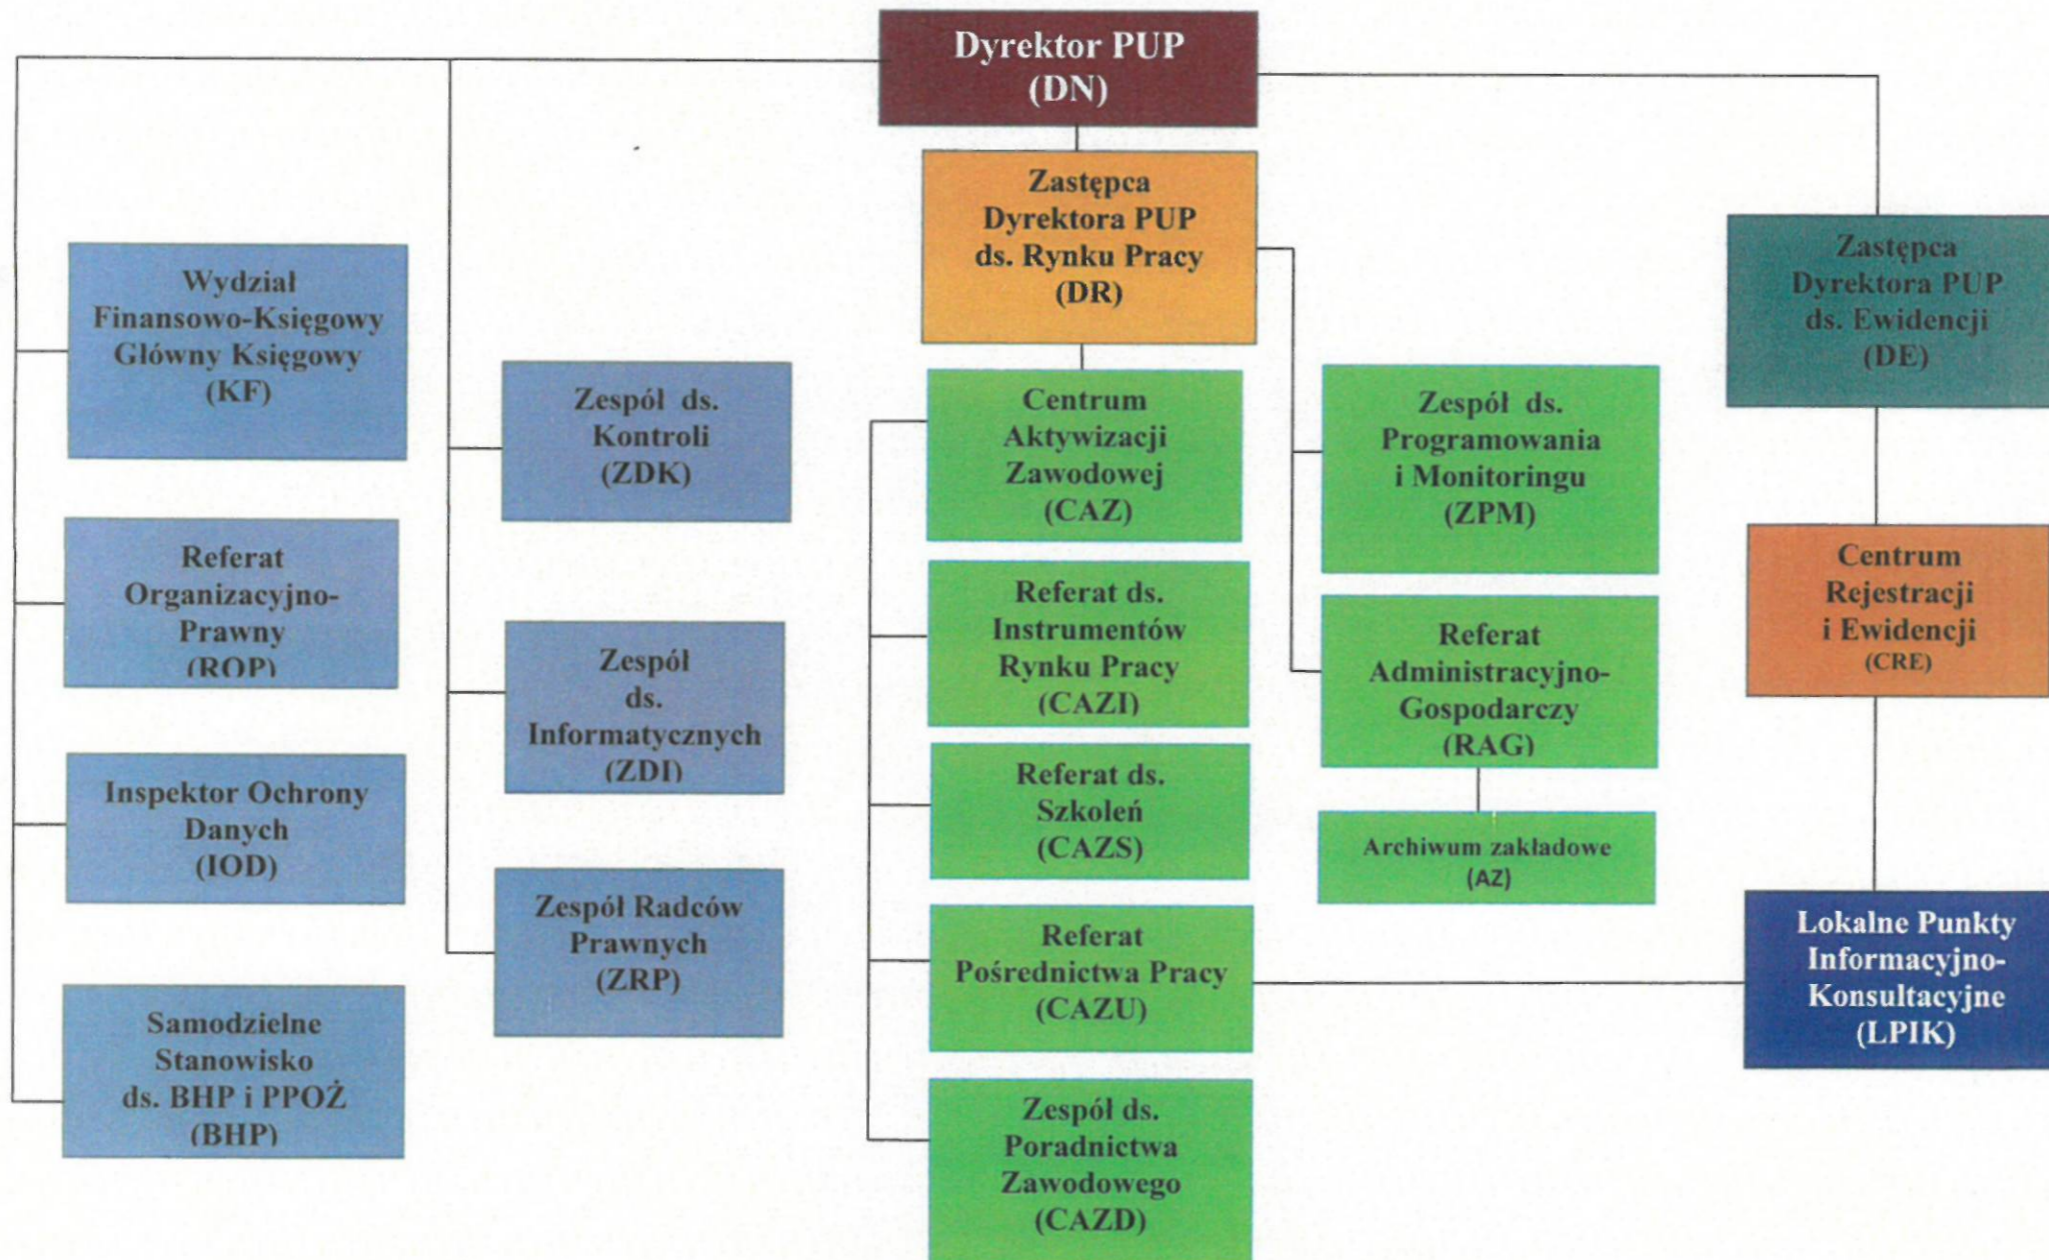 Dyrektor PUP
(DN)
Zastępca
Dyrektora PUP
ds. Rynku Pracy
(DR)
Zastępca
Dyrektora PUP
ds. Ewidencji
(DE)
Wydział
Finansowo-Księgowy
Główny Księgowy
(KF)
Referat
Organizacyjno-
Prawny
(ROP)
Inspektor Ochrony
Danych
(IOD)
Samodzielne
Stanowisko
ds. BHP i PPOŻ
(BHP)
Zespół ds.
Kontroli
(ZDK)
Zespół
ds.
Informatycznych
(ZDI)
Zespół Radców
Prawnych
(ZRP)
Centrum
Aktywizacji
Zawodowej
(CAZ)
Referat ds.
Instrumentów
Rynku Pracy
(CAZI)
Referat ds.
Szkoleń
(CAZS)
Referat
Pośrednictwa Pracy
(CAZU)
Zespół ds.
Poradnictwa
Zawodowego
(CAZD)
Zespół ds.
Programowania
i Monitoringu
(ZPM)
Referat
Administracyjno-
Gospodarczy
(RAG)
Archiwum zakładowe
(AZ)
Centrum
Rejestracji
i Ewidencji
(CRE)
Lokalne Punkty
Informacyjno-
Konsultacyjne
(LPIK)